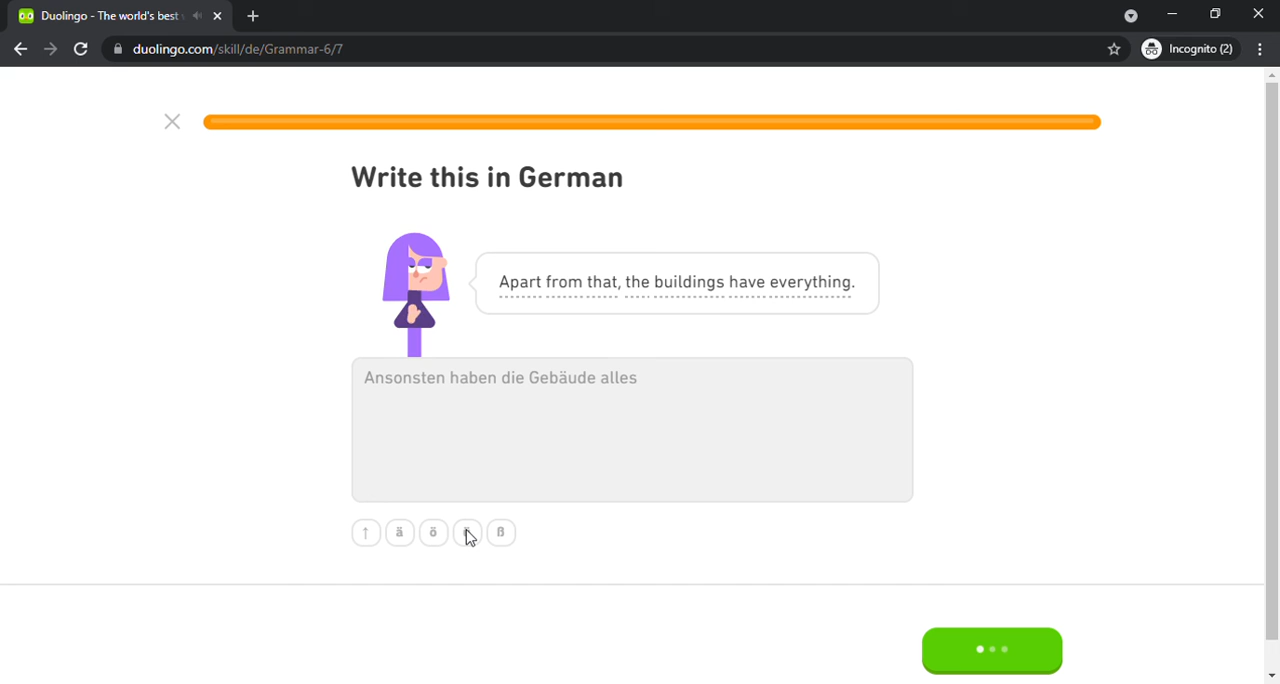 Duolingo - The world's best
duolingo.com/skill/de/Grammar-6/7
Incognito (2)
Write this in German
Apart from that, the buildings have everything.
Ansonsten haben die Gebäude alles
↑ ä ö ß